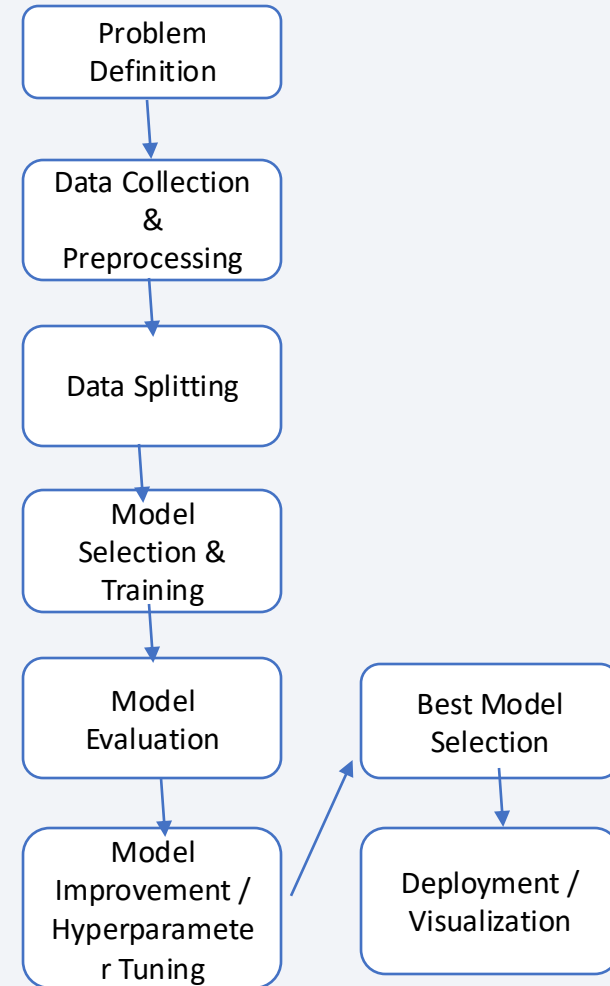 Problem
Definition
Data Collection
&
Preprocessing
Data Splitting
Model
Selection &
Training
Model
Evaluation
Model
Improvement /
Hyperparamete
r Tuning
Best Model
Selection
Deployment /
Visualization